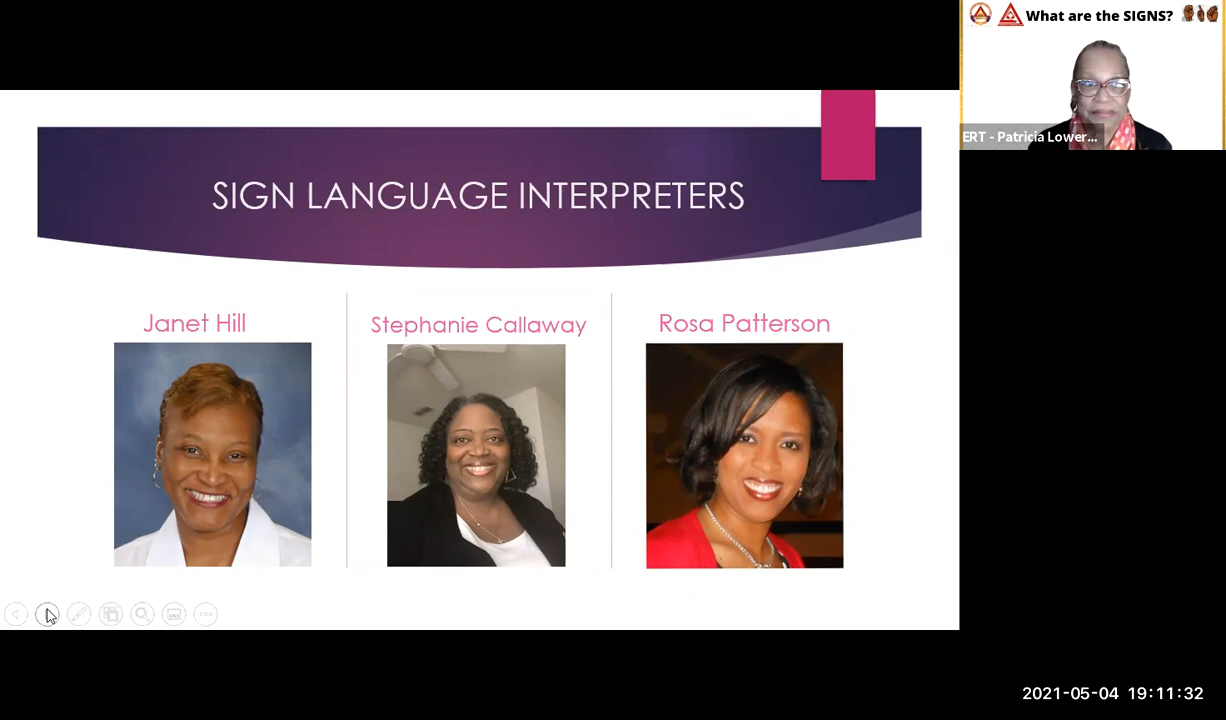 What are the SIGNS?
ERT - Patricia Lower...
SIGN LANGUAGE INTERPRETERS
Janet Hill
Stephanie Callaway
Rosa Patterson
2021-05-04 19:11:32